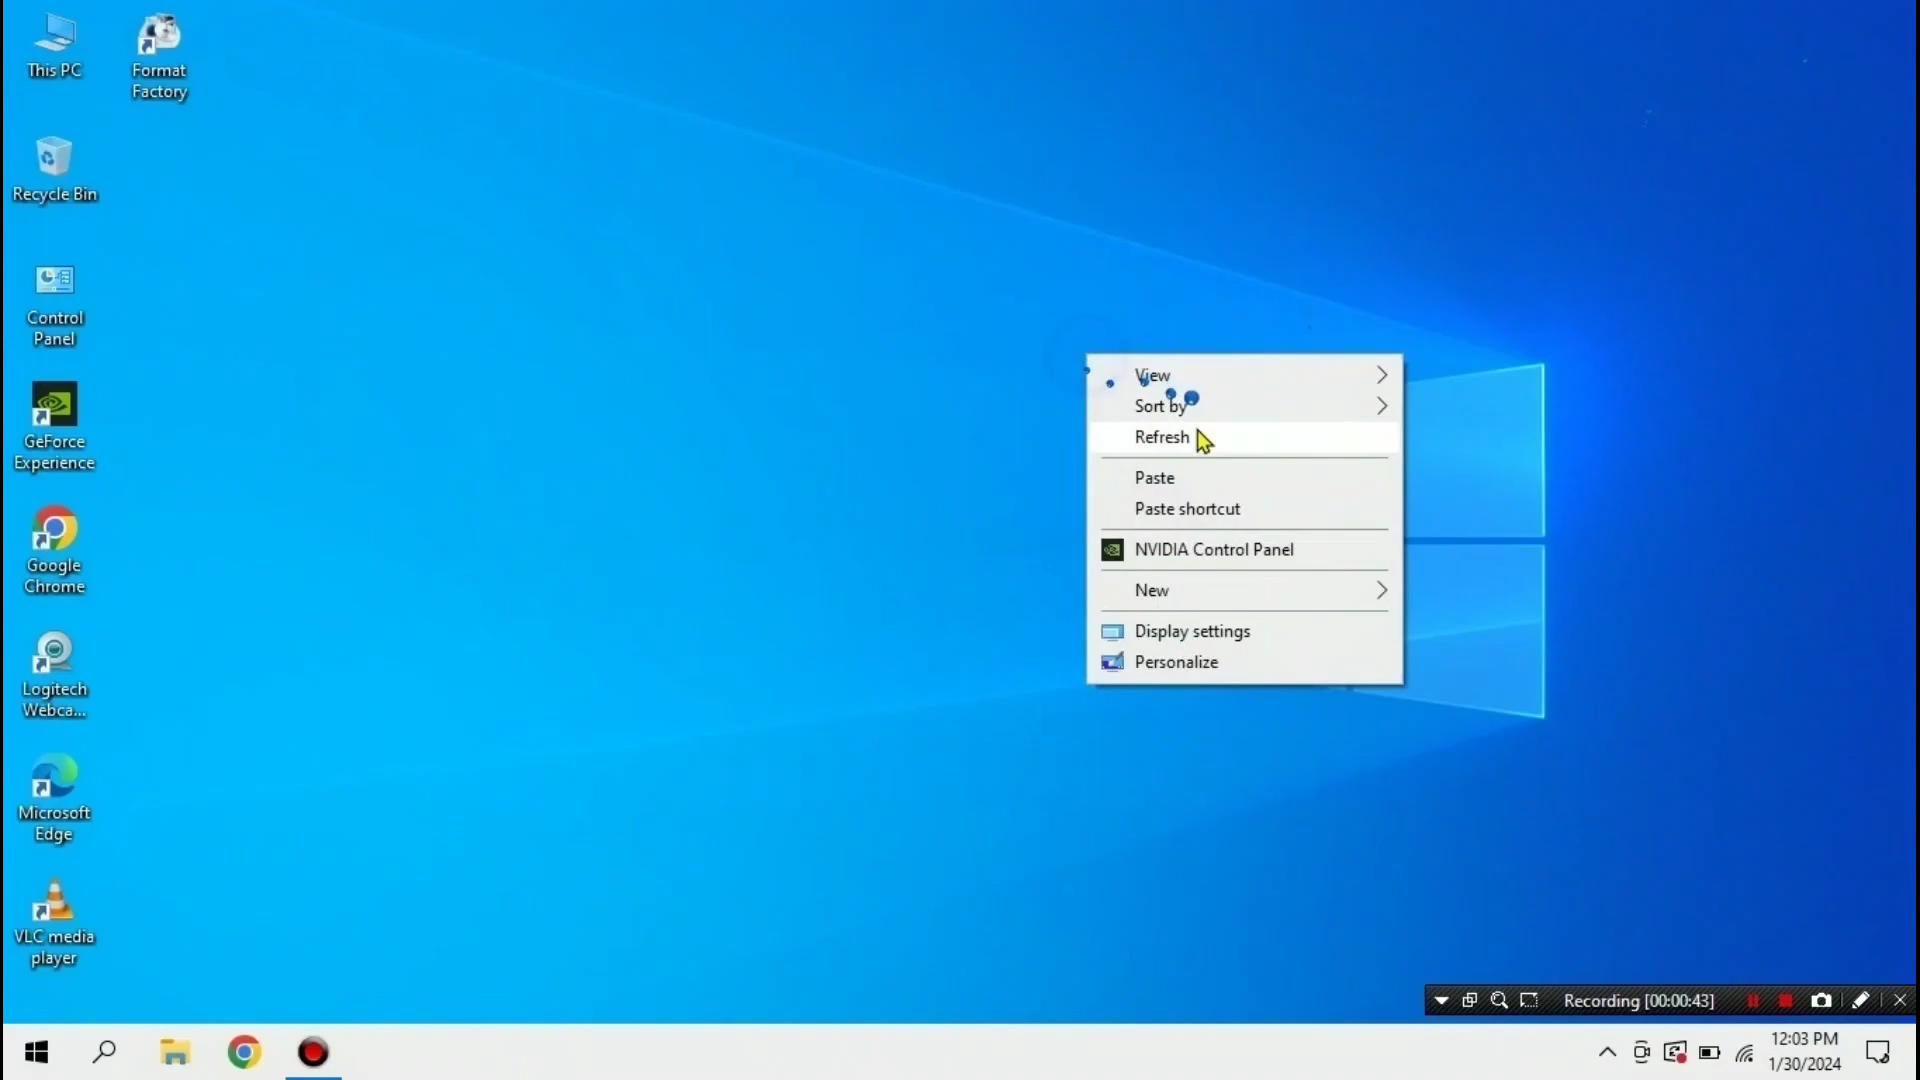 This PC
Format
Factory
Recycle Bin
Control
Panel
GeForce
Experience
Google
Chrome
Logitech
Webca...
Microsoft
Edge
VLC media
player
View
Sort by
Refresh
Paste
Paste shortcut
NVIDIA Control Panel
New
Display settings
Personalize
Recording [00:00:43]
12:03 PM
1/30/2024